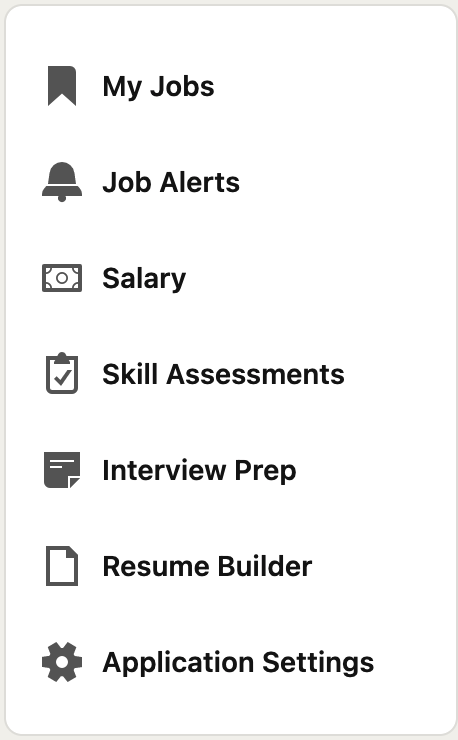 My Jobs
Job Alerts
Salary
Skill Assessments
Interview Prep
Resume Builder
Application Settings